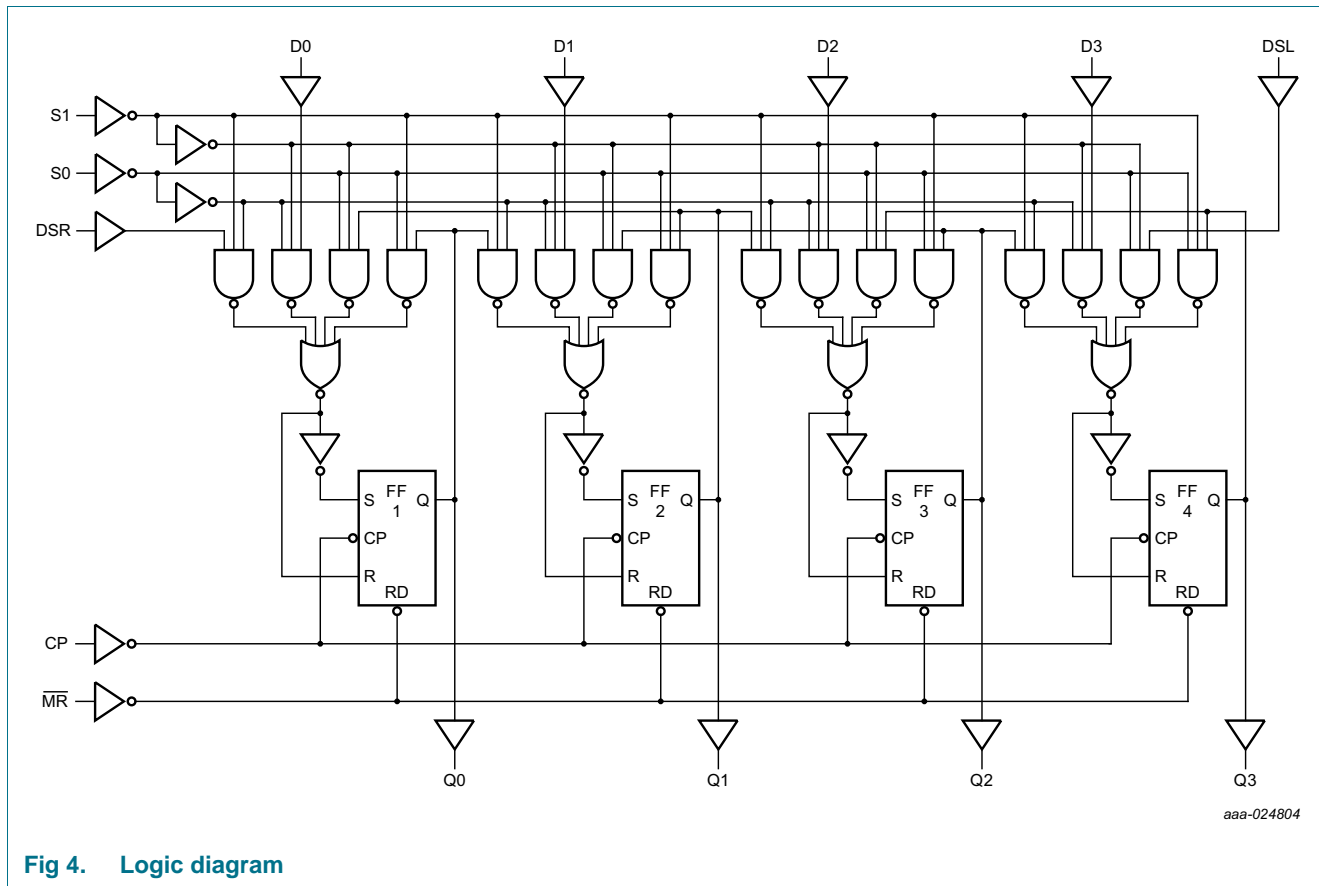 D0 D1 D2 D3 DSL
S1
S0
DSR
S FF 1 Q S FF 2 Q S FF 3 Q S FF 4 Q
CP CP CP CP
R R R R
RD RD RD RD
CP
M̅R̅
Q0 Q1 Q2 Q3
aaa-024804
Fig 4. Logic diagram